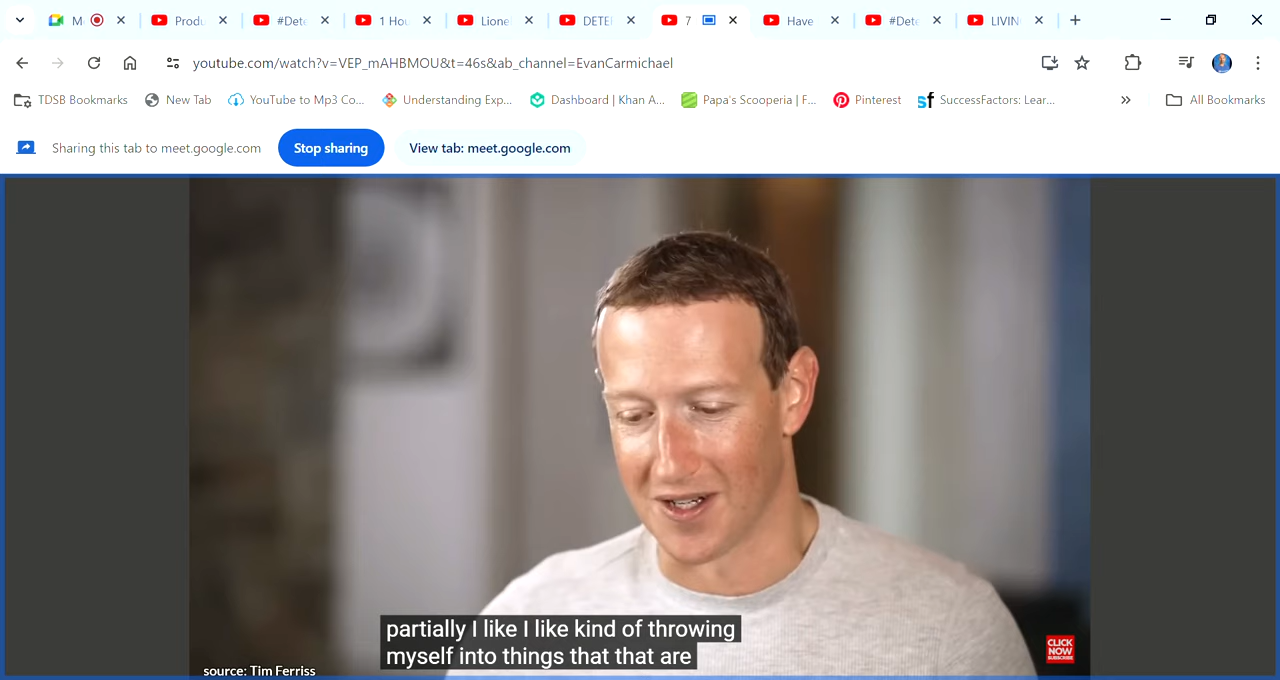 M
Produ
#Dete
1 Hou
Lione
DETE
7
Have
#Dete
LIVIN
youtube.com/watch?v=VEP_mAHBMOU&t=46s&ab_channel=EvanCarmichael
TDSB Bookmarks
New Tab
YouTube to Mp3 Co...
Understanding Exp...
Dashboard | Khan A...
Papa's Scooperia | F...
Pinterest
sf SuccessFactors: Lear...
»
All Bookmarks
Sharing this tab to meet.google.com
Stop sharing
View tab: meet.google.com
partially I like I like kind of throwing
myself into things that that are
source: Tim Ferriss
CLICK
NOW
SUBSCRIBE